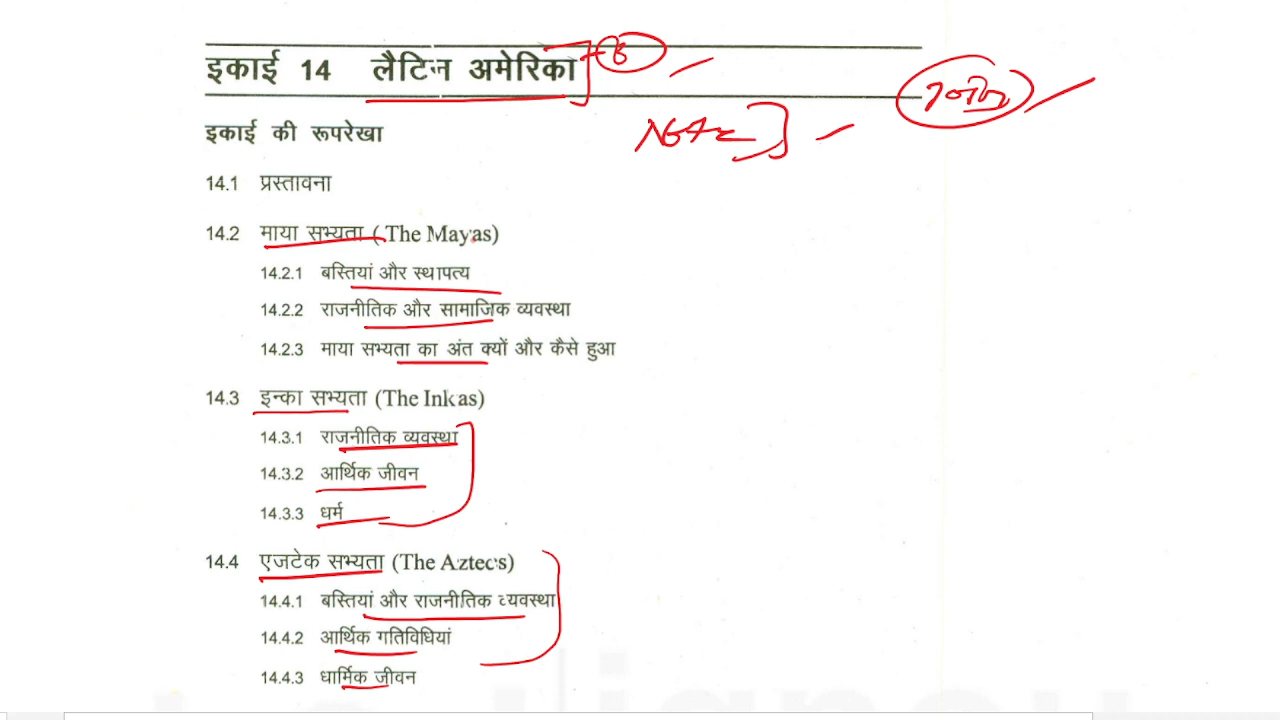 इकाई 14 लैटिन अमेरिका
इकाई की रूपरेखा
14.1 प्रस्तावना
14.2 माया सभ्यता (The Mayas)
14.2.1 बस्तियां और स्थापत्य
14.2.2 राजनीतिक और सामाजिक व्यवस्था
14.2.3 माया सभ्यता का अंत क्यों और कैसे हुआ
14.3 इन्का सभ्यता (The Inkas)
14.3.1 राजनीतिक व्यवस्था
14.3.2 आर्थिक जीवन
14.3.3 धर्म
14.4 एजटेक सभ्यता (The Aztecs)
14.4.1 बस्तियां और राजनीतिक व्यवस्था
14.4.2 आर्थिक गतिविधियां
14.4.3 धार्मिक जीवन